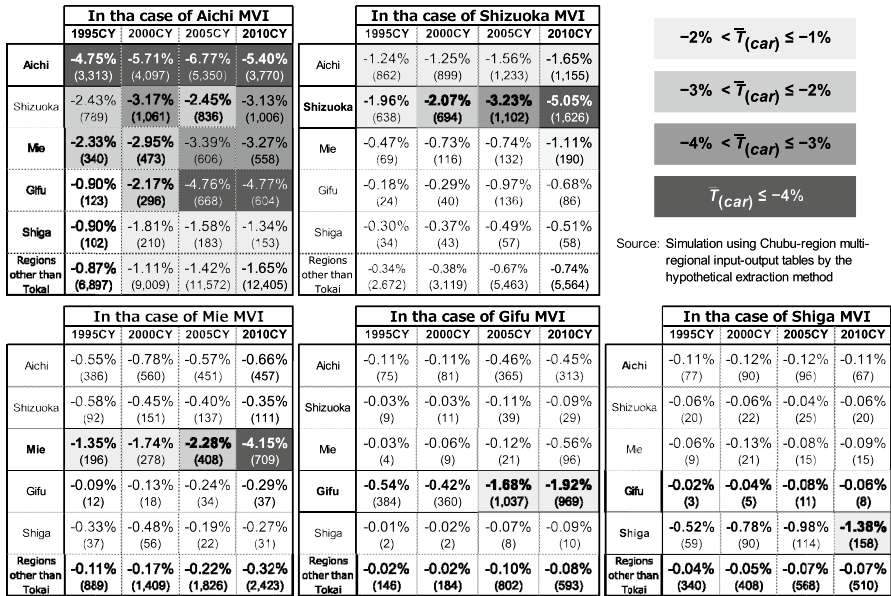 In tha case of Aichi MVI
1995CY 2000CY 2005CY 2010CY
Aichi -4.75% -5.71% -6.77% -5.40%
(3,313) (4,097) (5,350) (3,770)
Shizuoka -2.43% -3.17% -2.45% -3.13%
(789) (1,061) (836) (1,006)
Mie -2.33% -2.95% -3.39% -3.27%
(340) (473) (606) (558)
Gifu -0.90% -2.17% -4.76% -4.77%
(123) (296) (668) (604)
Shiga -0.90% -1.81% -1.58% -1.34%
(102) (210) (183) (153)
Regions
other than
Tokai
-0.87% -1.11% -1.42% -1.65%
(6,897) (9,009) (11,572) (12,405)
In tha case of Shizuoka MVI
1995CY 2000CY 2005CY 2010CY
Aichi -1.24% -1.25% -1.56% -1.65%
(862) (899) (1,233) (1,155)
Shizuoka -1.96% -2.07% -3.23% -5.05%
(638) (694) (1,102) (1,626)
Mie -0.47% -0.73% -0.74% -1.11%
(69) (116) (132) (190)
Gifu -0.18% -0.29% -0.97% -0.68%
(24) (40) (136) (86)
Shiga -0.30% -0.37% -0.49% -0.51%
(34) (43) (57) (58)
Regions
other than
Tokai
-0.34% -0.38% -0.67% -0.74%
(2,672) (3,119) (5,463) (5,564)
−2% < T̅(car) ≤ −1%
−3% < T̅(car) ≤ −2%
−4% < T̅(car) ≤ −3%
T̅(car) ≤ −4%
Source: Simulation using Chubu-region multi-
regional input-output tables by the
hypothetical extraction method
In tha case of Mie MVI
1995CY 2000CY 2005CY 2010CY
Aichi -0.55% -0.78% -0.57% -0.66%
(386) (560) (451) (457)
Shizuoka -0.58% -0.45% -0.40% -0.35%
(92) (151) (137) (111)
Mie -1.35% -1.74% -2.28% -4.15%
(196) (278) (408) (709)
Gifu -0.09% -0.13% -0.24% -0.29%
(12) (18) (34) (37)
Shiga -0.33% -0.48% -0.19% -0.27%
(37) (56) (22) (31)
Regions
other than
Tokai
-0.11% -0.17% -0.22% -0.32%
(889) (1,409) (1,826) (2,423)
In tha case of Gifu MVI
1995CY 2000CY 2005CY 2010CY
Aichi -0.11% -0.11% -0.46% -0.45%
(75) (81) (365) (313)
Shizuoka -0.03% -0.03% -0.11% -0.09%
(9) (11) (39) (29)
Mie -0.03% -0.06% -0.12% -0.56%
(4) (9) (21) (96)
Gifu -0.54% -0.42% -1.68% -1.92%
(384) (360) (1,037) (969)
Shiga -0.01% -0.02% -0.07% -0.09%
(2) (2) (8) (10)
Regions
other than
Tokai
-0.02% -0.02% -0.10% -0.08%
(146) (184) (802) (593)
In tha case of Shiga MVI
1995CY 2000CY 2005CY 2010CY
Aichi -0.11% -0.12% -0.12% -0.11%
(77) (90) (96) (67)
Shizuoka -0.06% -0.06% -0.04% -0.06%
(20) (22) (25) (20)
Mie -0.06% -0.13% -0.08% -0.09%
(9) (21) (15) (15)
Gifu -0.02% -0.04% -0.08% -0.06%
(3) (5) (11) (8)
Shiga -0.52% -0.78% -0.98% -1.38%
(59) (90) (114) (158)
Regions
other than
Tokai
-0.04% -0.05% -0.07% -0.07%
(340) (408) (568) (510)